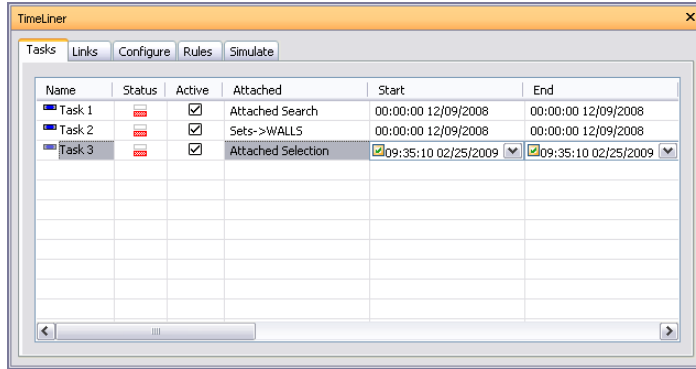 TimeLiner
Tasks Links Configure Rules Simulate
Name Status Active Attached Start End
Task 1 Attached Search 00:00:00 12/09/2008 00:00:00 12/09/2008
Task 2 Sets->WALLS 00:00:00 12/09/2008 00:00:00 12/09/2008
Task 3 Attached Selection 09:35:10 02/25/2009 09:35:10 02/25/2009